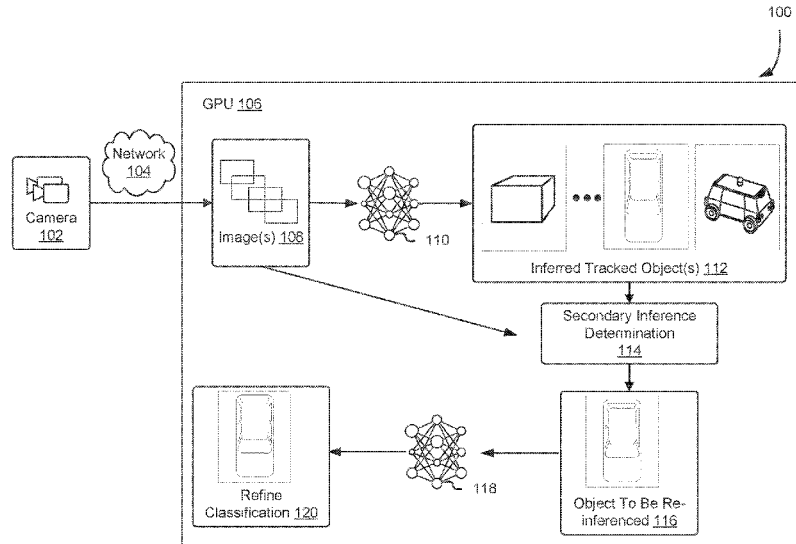 100
GPU 106
Network
104
Camera
102
Image(s) 108
110
Inferred Tracked Object(s) 112
Secondary Inference
Determination
114
Refine
Classification 120
118
Object To Be Re-
inferenced 116